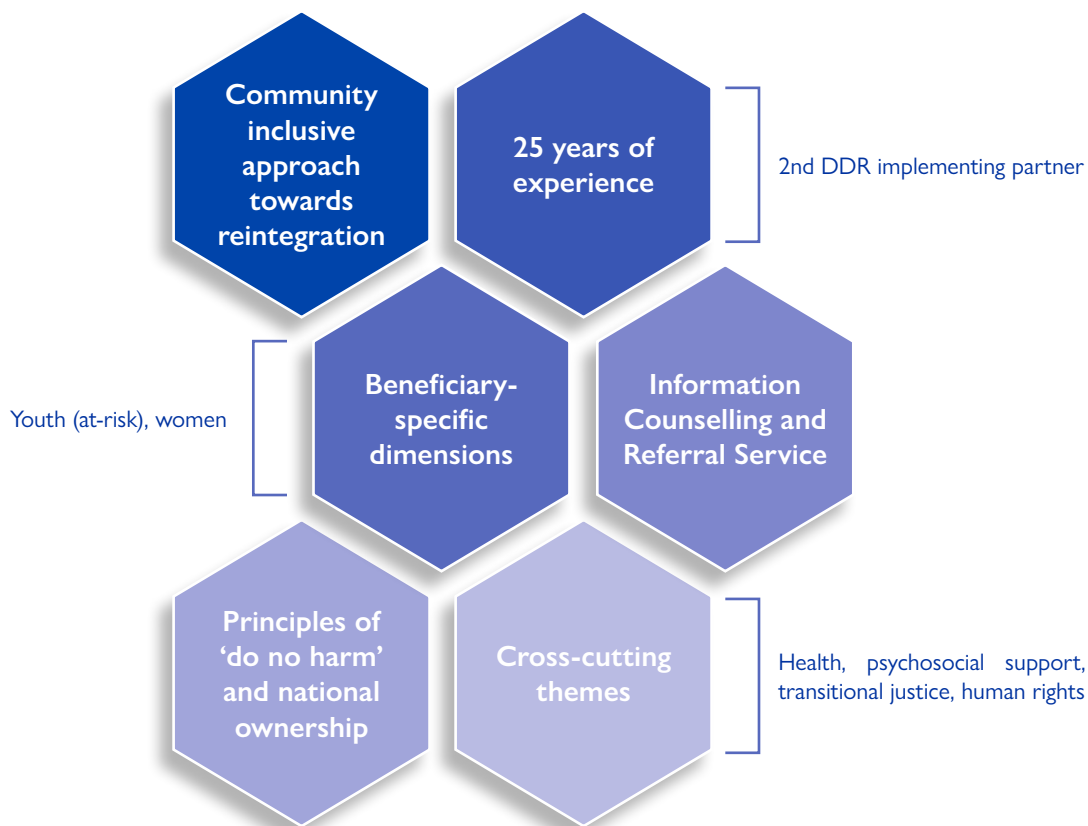 Community
inclusive
approach
towards
reintegration
25 years of
experience
2nd DDR implementing partner
Youth (at-risk), women
Beneficiary-
specific
dimensions
Information
Counselling and
Referral Service
Principles of
‘do no harm’
and national
ownership
Cross-cutting
themes
Health, psychosocial support,
transitional justice, human rights